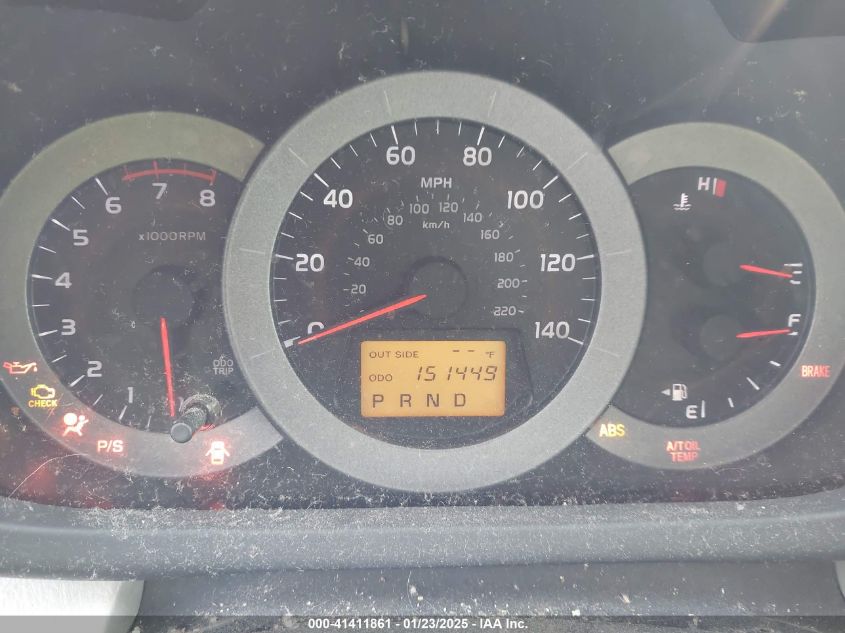 1 2 3 4 5 6 7 8
x1000RPM
ODO
TRIP
CHECK
P/S
0 20 40 60 80 100 120 140
MPH
20 40 60 80 100 120 140 160 180 200 220
km/h
OUT SIDE -- °F
ODO 151449
P R N D
H
F
E
ABS
A/T OIL
TEMP
BRAKE
000-41411861 - 01/23/2025 - IAA Inc.